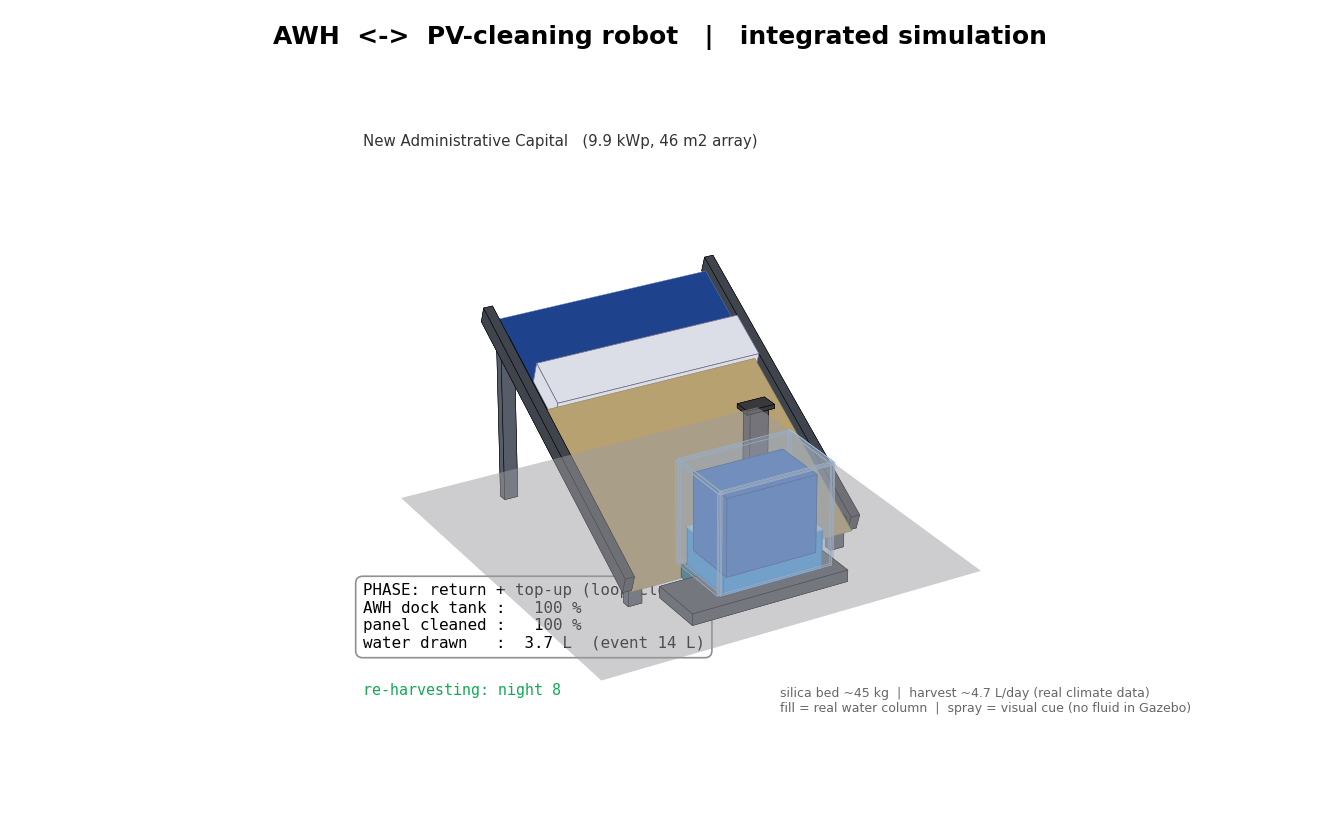 AWH <-> PV-cleaning robot | integrated simulation
New Administrative Capital (9.9 kWp, 46 m2 array)
PHASE: return + top-up (loop
AWH dock tank : 100 %
panel cleaned : 100 %
water drawn : 3.7 L (event 14 L)
re-harvesting: night 8
silica bed ~45 kg | harvest ~4.7 L/day (real climate data)
fill = real water column | spray = visual cue (no fluid in Gazebo)